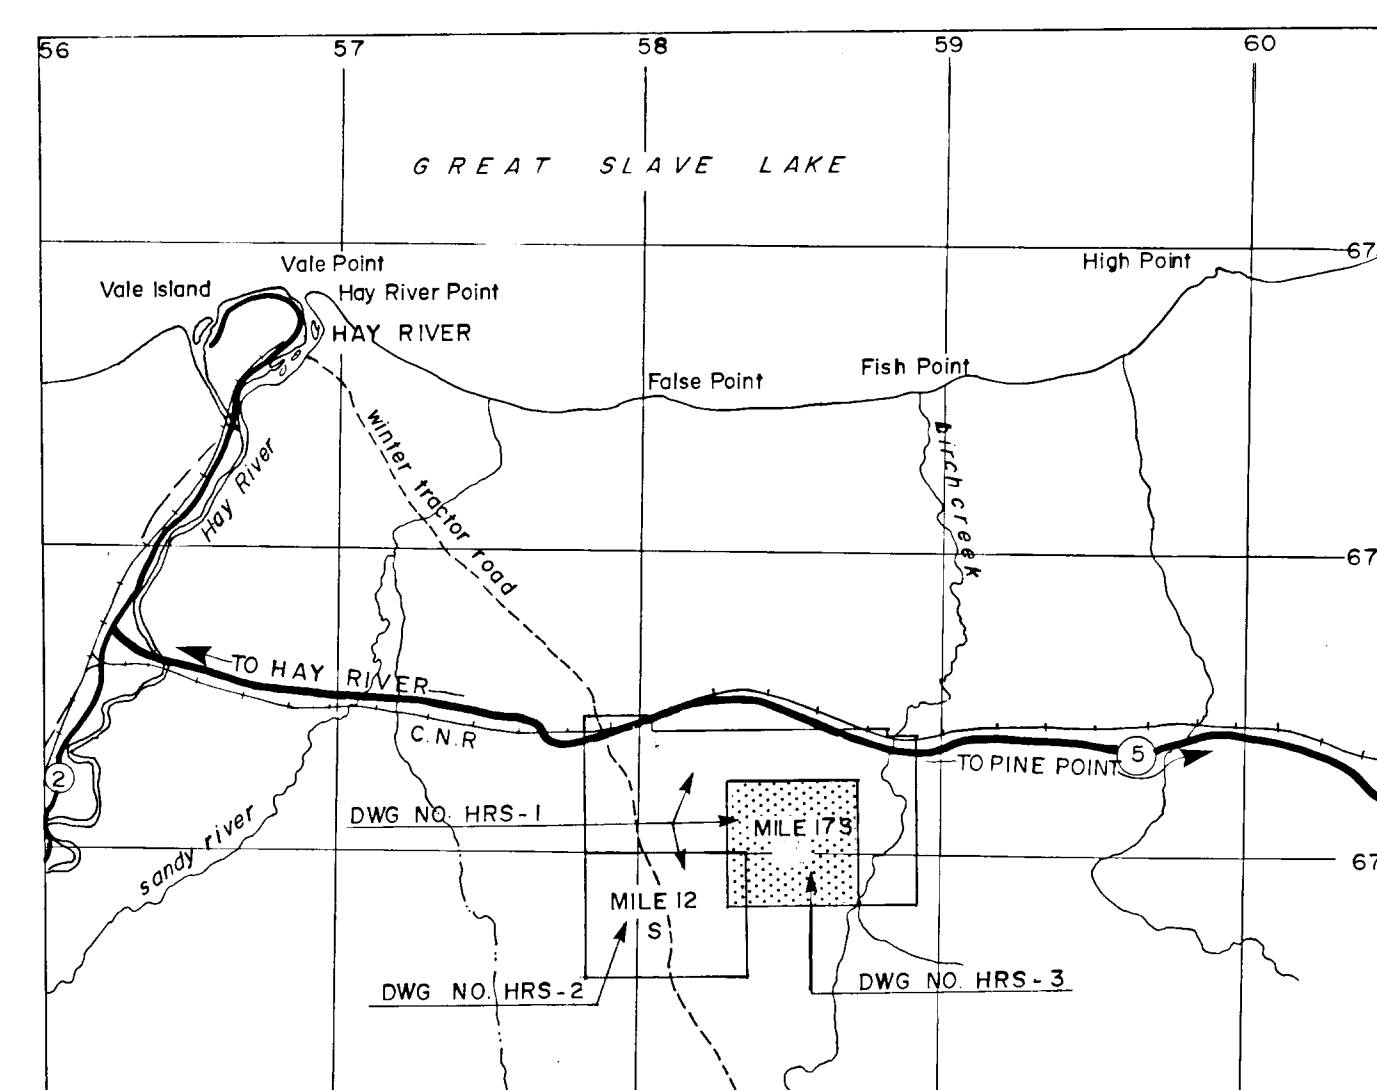 56 57 58 59 60
GREAT SLAVE LAKE
67
Vale Point
High Point
Vale Island
Hay River Point
HAY RIVER
Fish Point
False Point
winter tractor road
Birch creek
Hay River
67
TO HAY RIVER
C.N.R
TO PINE POINT
5
2
DWG NO. HRS-1
MILE 17S
sandy river
67
MILE 12
S
DWG NO. HRS-2
DWG NO. HRS-3